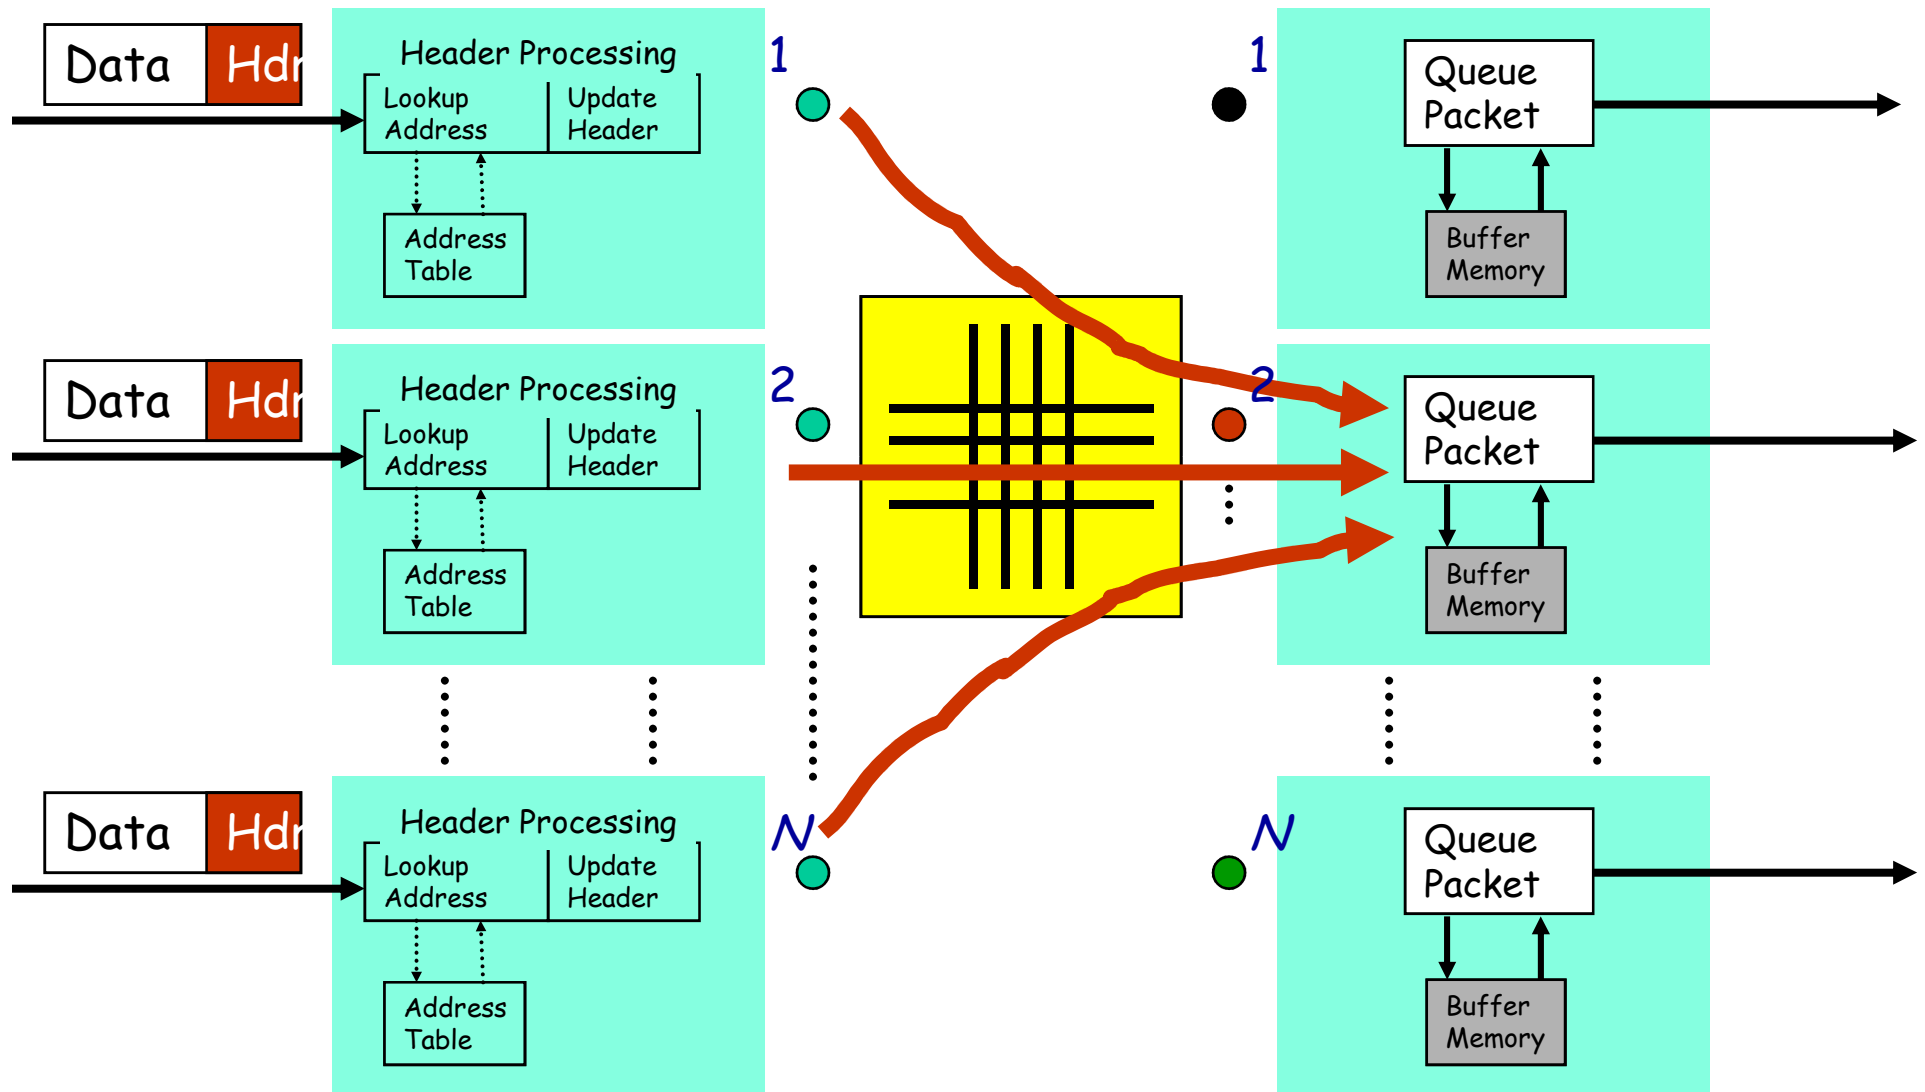 Data Hdr
Header Processing
Lookup
Address
Update
Header
Address
Table
1
1
Queue
Packet
Buffer
Memory
Data Hdr
Header Processing
Lookup
Address
Update
Header
Address
Table
2
2
Queue
Packet
Buffer
Memory
Data Hdr
Header Processing
Lookup
Address
Update
Header
Address
Table
N
N
Queue
Packet
Buffer
Memory